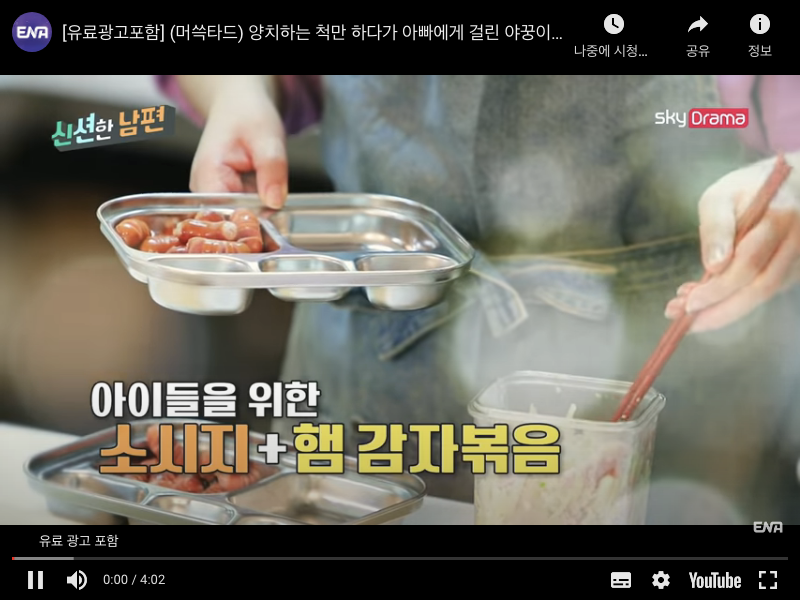 ENA
[유료광고포함] (머쓱타드) 양치하는 척만 하다가 아빠에게 걸린 야꿍이...
나중에 시청...
공유
정보
신션한 남편
sky Drama
아이들을 위한
소시지+햄 감자볶음
ENA
유료 광고 포함
0:00 / 4:02
YouTube